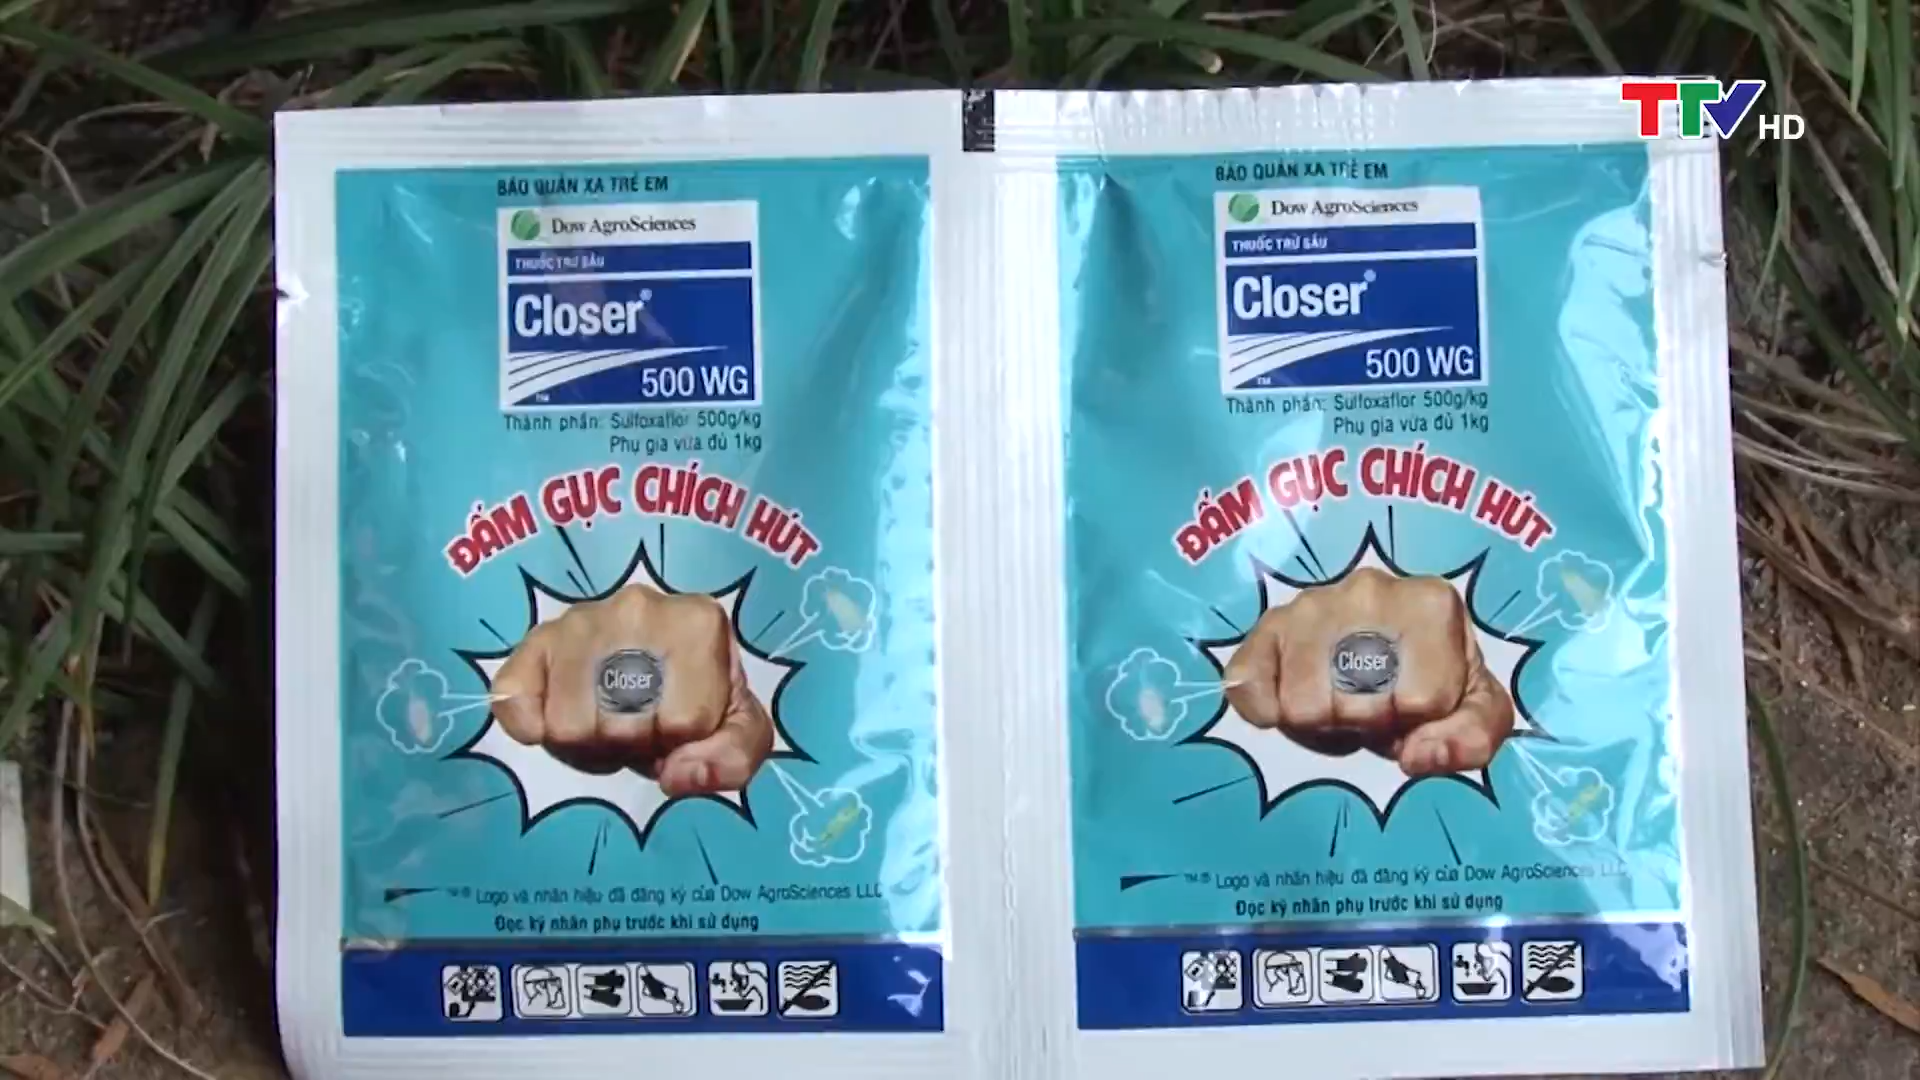 TTV HD
BẢO QUẢN XA TRẺ EM
Dow AgroSciences
THUỐC TRỪ SÂU
Closer®
500 WG
TM
Thành phần: Sulfoxaflor 500g/kg
Phụ gia vừa đủ 1kg
ĐẤM GỤC CHÍCH HÚT
Closer
™® Logo và nhãn hiệu đã đăng ký của Dow AgroSciences LLC
Đọc kỹ nhãn phụ trước khi sử dụng
BẢO QUẢN XA TRẺ EM
Dow AgroSciences
THUỐC TRỪ SÂU
Closer®
500 WG
TM
Thành phần: Sulfoxaflor 500g/kg
Phụ gia vừa đủ 1kg
ĐẤM GỤC CHÍCH HÚT
Closer
™® Logo và nhãn hiệu đã đăng ký của Dow AgroSciences LLC
Đọc kỹ nhãn phụ trước khi sử dụng